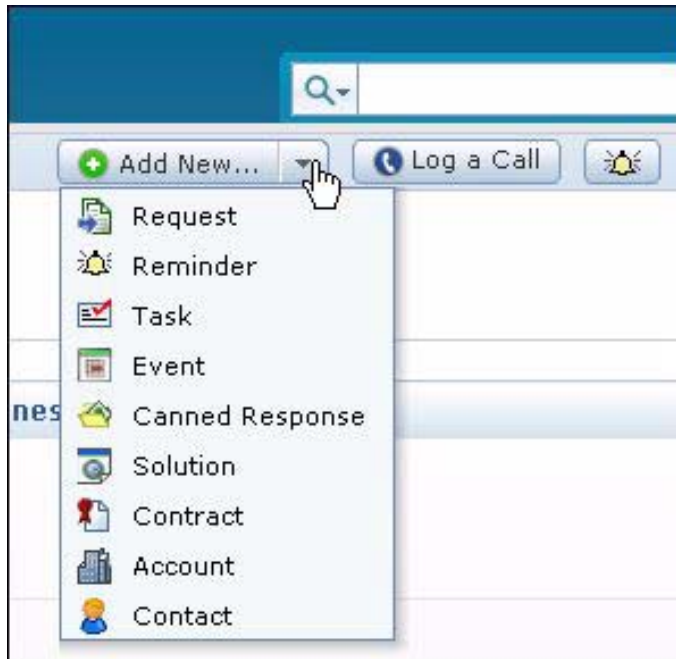 Add New... Log a Call
Request
Reminder
Task
Event
nes
Canned Response
Solution
Contract
Account
Contact